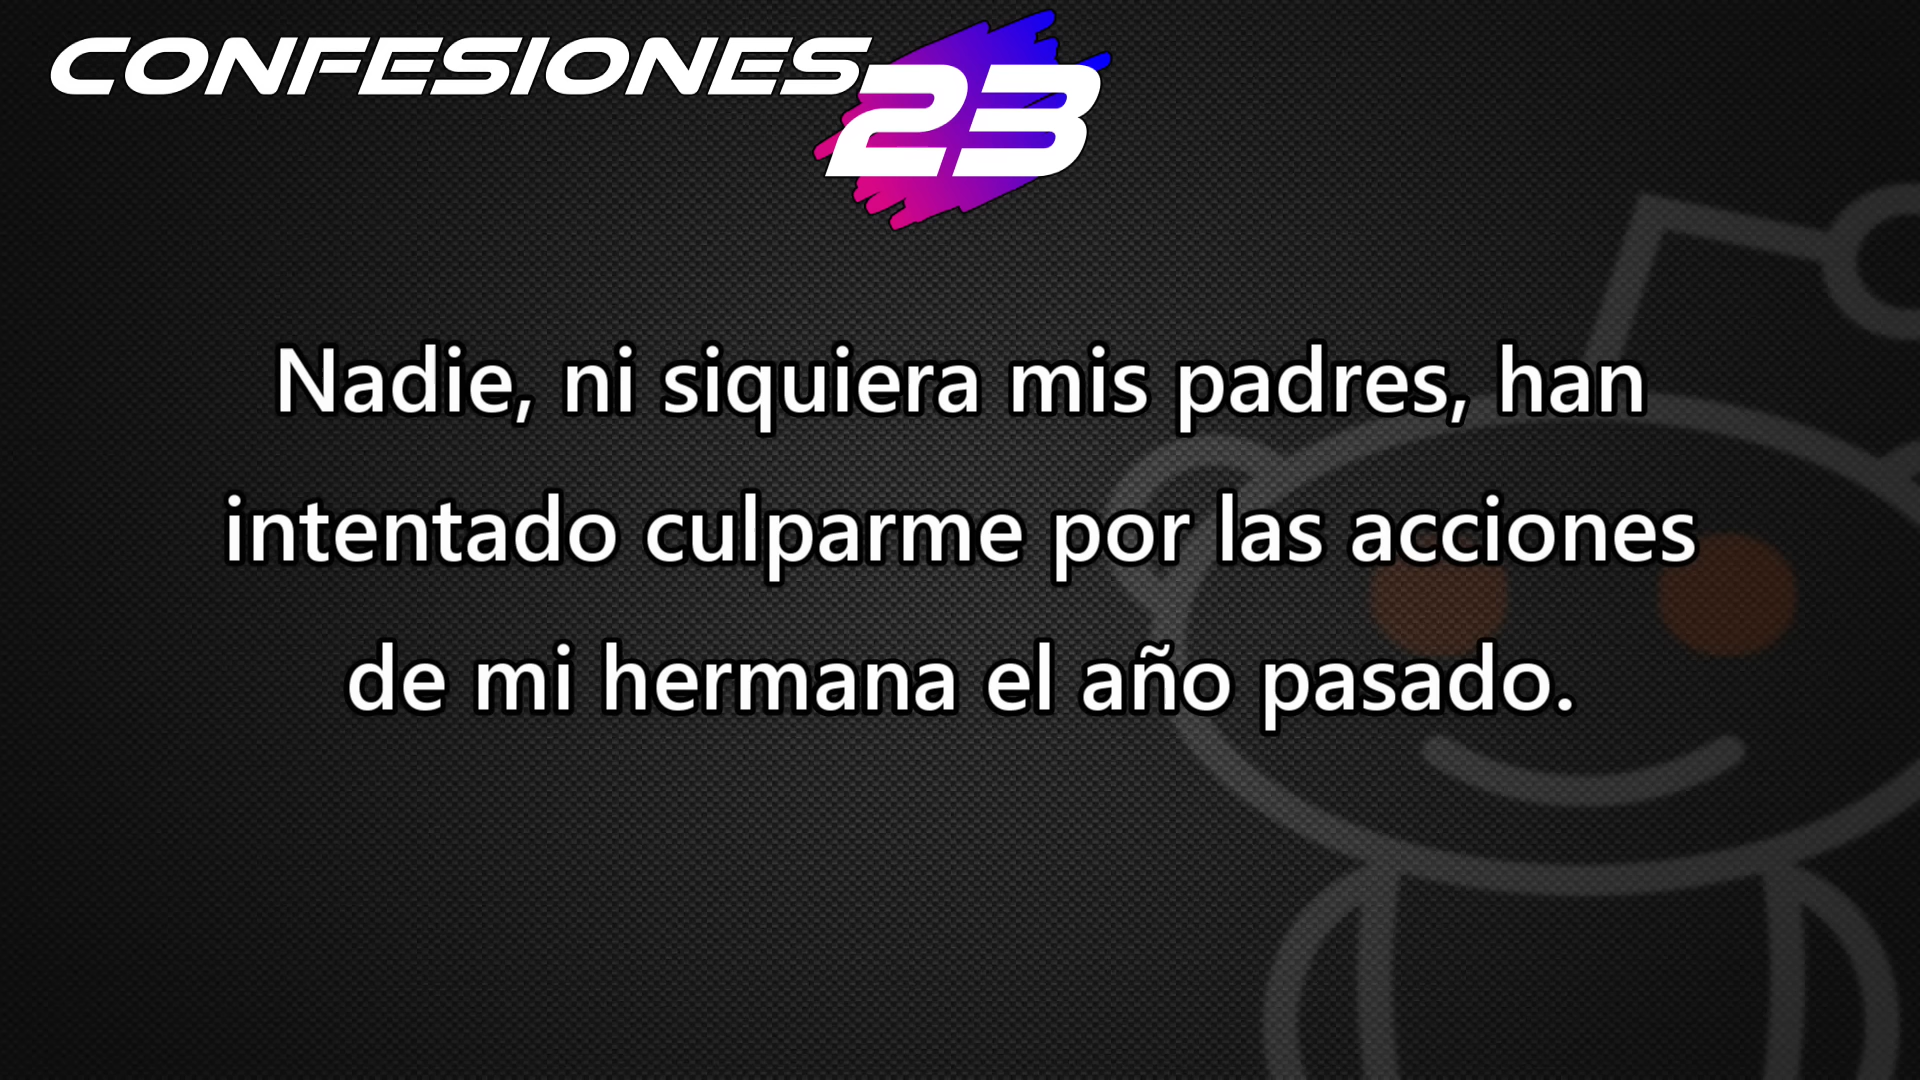 CONFESIONES
23
Nadie, ni siquiera mis padres, han
intentado culparme por las acciones
de mi hermana el año pasado.